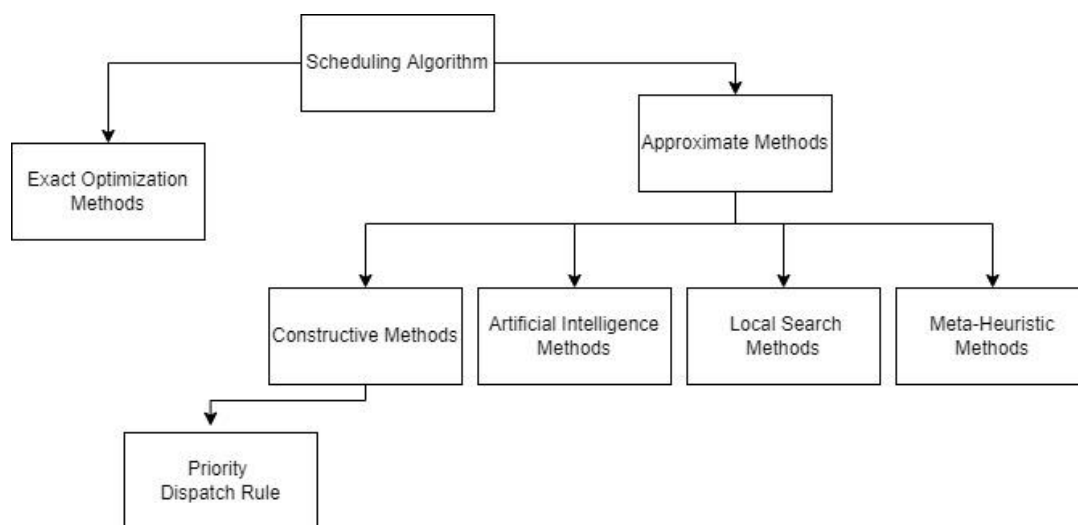 Scheduling Algorithm
Approximate Methods
Exact Optimization
Methods
Constructive Methods
Artificial Intelligence
Methods
Local Search
Methods
Meta-Heuristic
Methods
Priority
Dispatch Rule